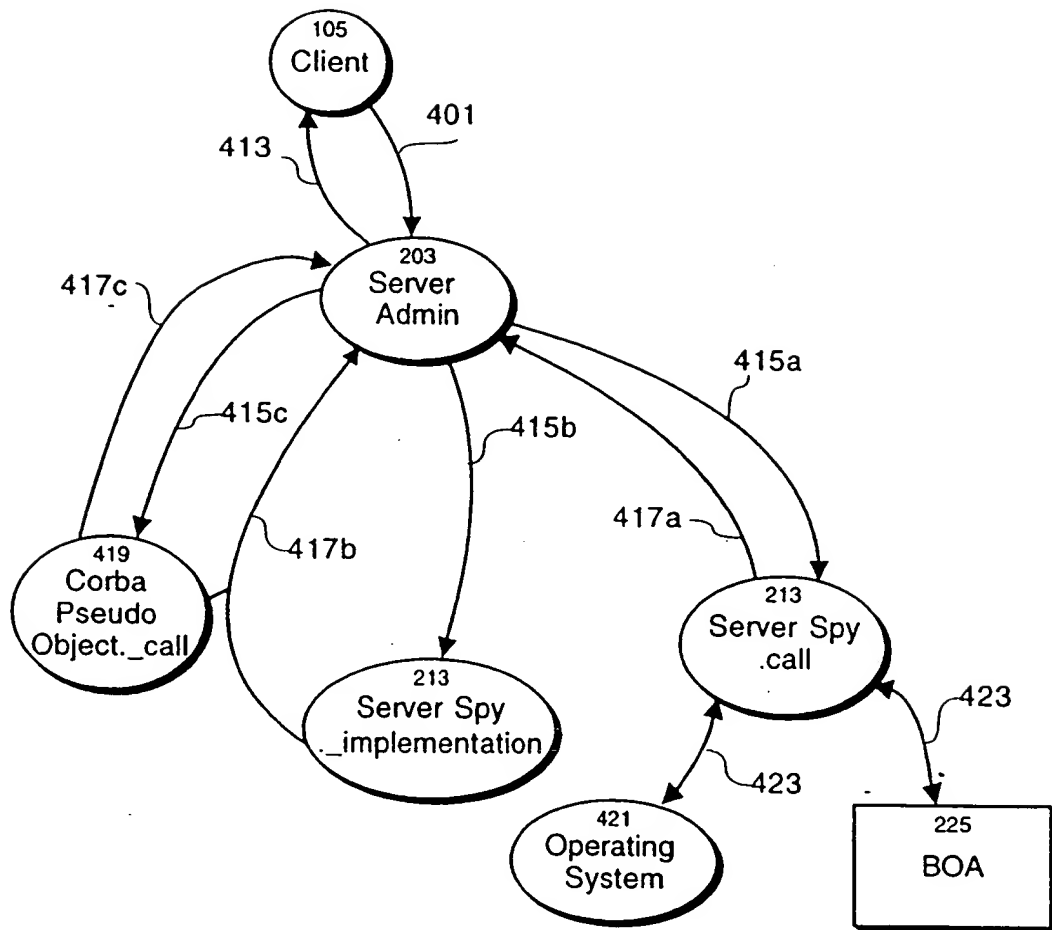 105
Client
401
413
203
Server
Admin
417c
415a
415c
415b
417a
417b
419
Corba
Pseudo
Object._call
213
Server Spy
.call
213
Server Spy
._implementation
423
423
421
Operating
System
225
BOA